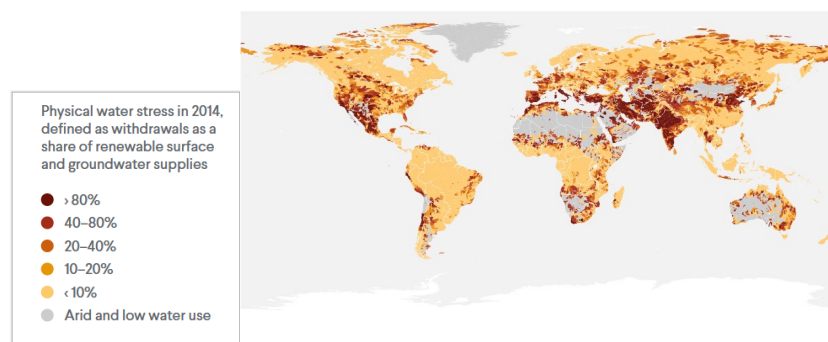 Physical water stress in 2014,
defined as withdrawals as a
share of renewable surface
and groundwater supplies
› 80%
40–80%
20–40%
10–20%
‹ 10%
Arid and low water use